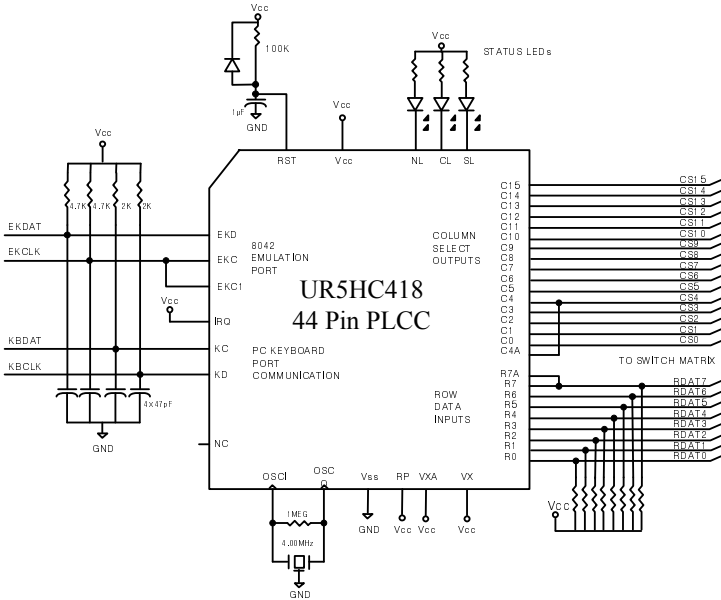 Vcc
100K
1µF
GND
Vcc
Vcc
STATUS LEDs
Vcc
4.7K 4.7K 2K 2K
RST Vcc NL CL SL
EKDAT
EKCLK
KBDAT
KBCLK
4x47pF
GND
Vcc
EKD
EKC
EKC1
IRQ
KC
KD
NC
8042
EMULATION
PORT
PC KEYBOARD
PORT
COMMUNICATION
UR5HC418
44 Pin PLCC
COLUMN
SELECT
OUTPUTS
ROW
DATA
INPUTS
C15 CS15
C14 CS14
C13 CS13
C12 CS12
C11 CS11
C10 CS10
C9 CS9
C8 CS8
C7 CS7
C6 CS6
C5 CS5
C4 CS4
C3 CS3
C2 CS2
C1 CS1
C0 CS0
C4A
TO SWITCH MATRIX
R7A
R7 RDAT7
R6 RDAT6
R5 RDAT5
R4 RDAT4
R3 RDAT3
R2 RDAT2
R1 RDAT1
R0 RDAT0
Vcc
OSCI OSC
O
Vss RP VXA VX
1MEG
4.00MHz
GND
GND Vcc Vcc Vcc